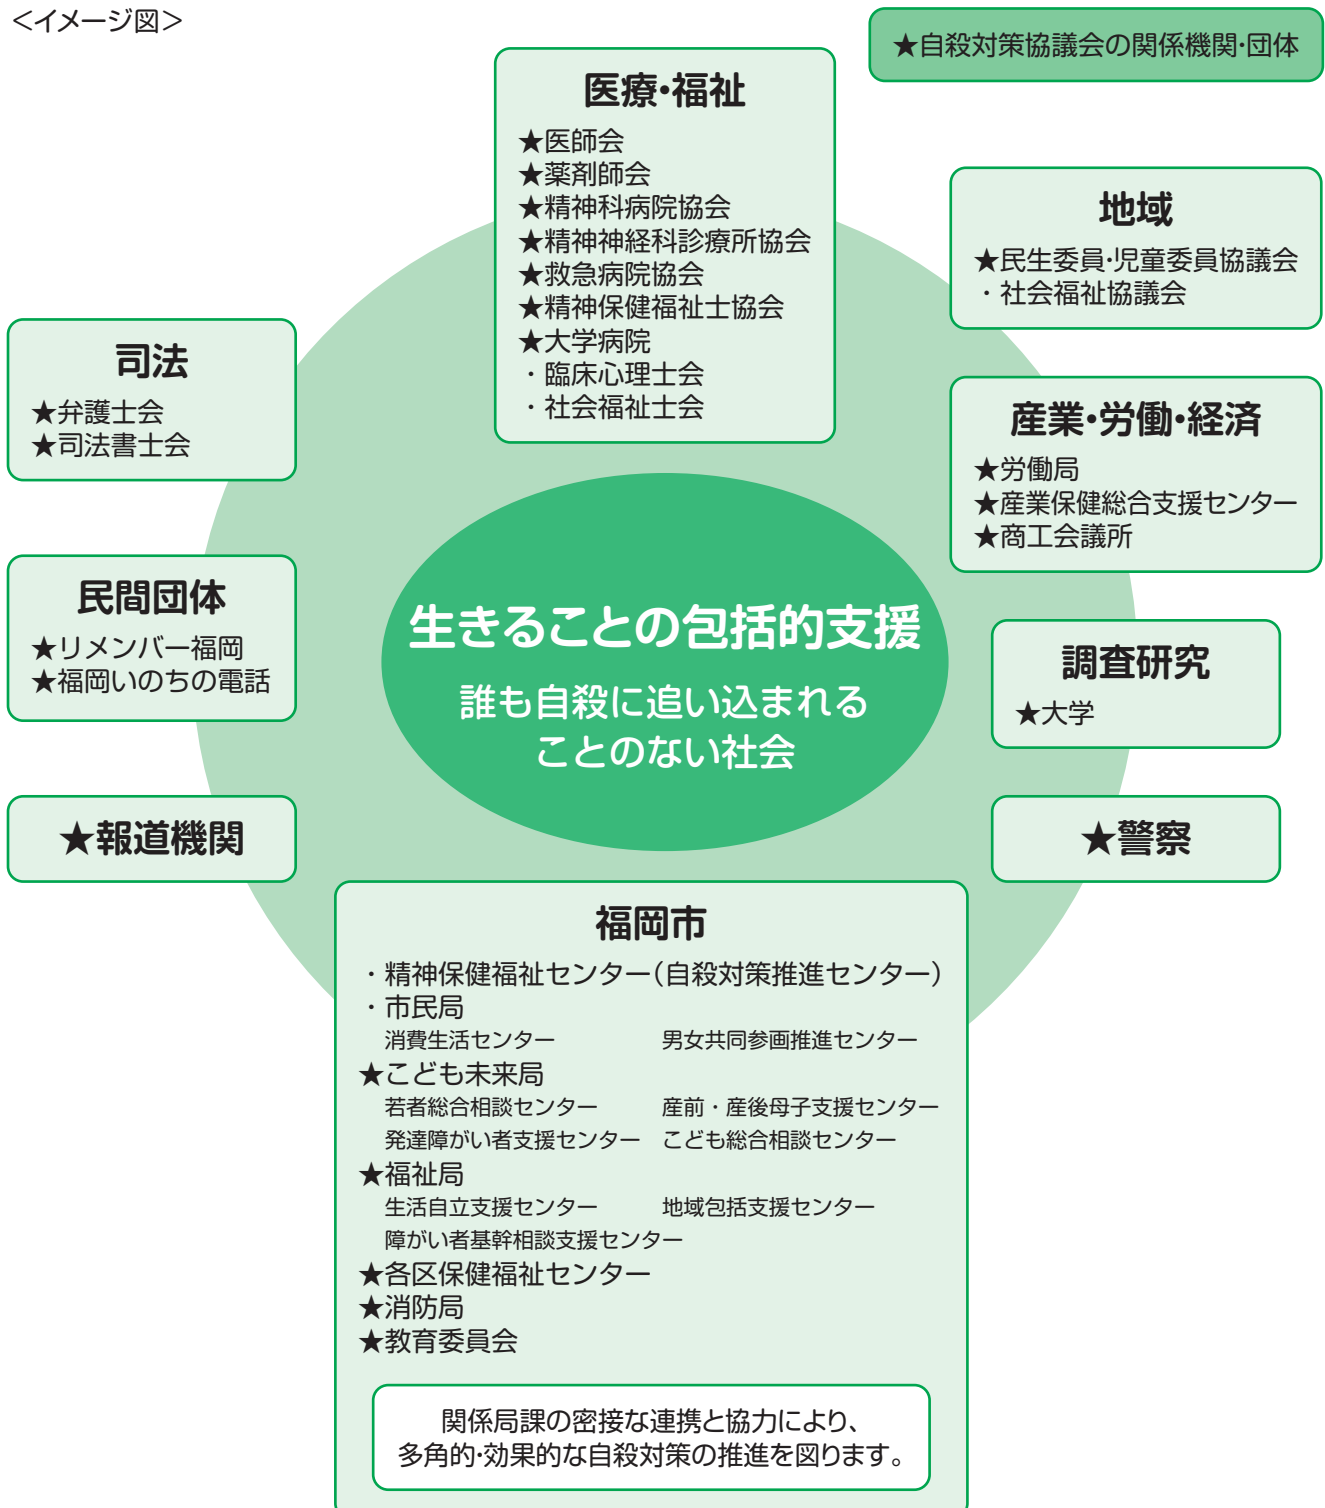 ＜イメージ図＞
★自殺対策協議会の関係機関･団体
医療･福祉
★医師会
★薬剤師会
★精神科病院協会
★精神神経科診療所協会
★救急病院協会
★精神保健福祉士協会
★大学病院
・臨床心理士会
・社会福祉士会
地域
★民生委員･児童委員協議会
・社会福祉協議会
司法
★弁護士会
★司法書士会
産業･労働･経済
★労働局
★産業保健総合支援センター
★商工会議所
民間団体
★リメンバー福岡
★福岡いのちの電話
生きることの包括的支援
誰も自殺に追い込まれる
ことのない社会
調査研究
★大学
★報道機関
★警察
福岡市
・精神保健福祉センター（自殺対策推進センター）
・市民局
消費生活センター　男女共同参画推進センター
★こども未来局
若者総合相談センター　産前・産後母子支援センター
発達障がい者支援センター　こども総合相談センター
★福祉局
生活自立支援センター　地域包括支援センター
障がい者基幹相談支援センター
★各区保健福祉センター
★消防局
★教育委員会
関係局課の密接な連携と協力により、
多角的･効果的な自殺対策の推進を図ります。